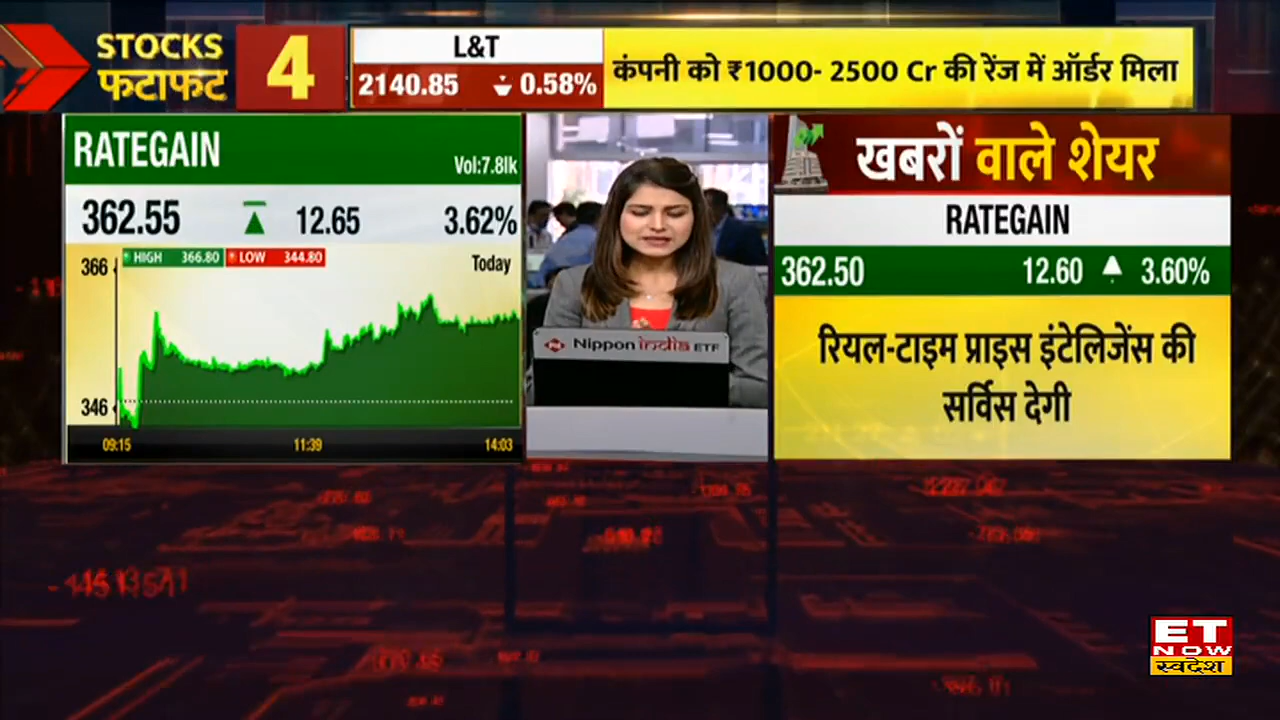 STOCKS
फटाफट
4
L&T
2140.85 0.58%
कंपनी को ₹1000- 2500 Cr की रेंज में ऑर्डर मिला
RATEGAIN
Vol:7.8lk
362.55 12.65 3.62%
HIGH 366.80 LOW 344.80
Today
366
346
09:15 11:39 14:03
Nippon india ETF
खबरों वाले शेयर
RATEGAIN
362.50 12.60 3.60%
रियल-टाइम प्राइस इंटेलिजेंस की
सर्विस देगी
ET
NOW
स्वदेश